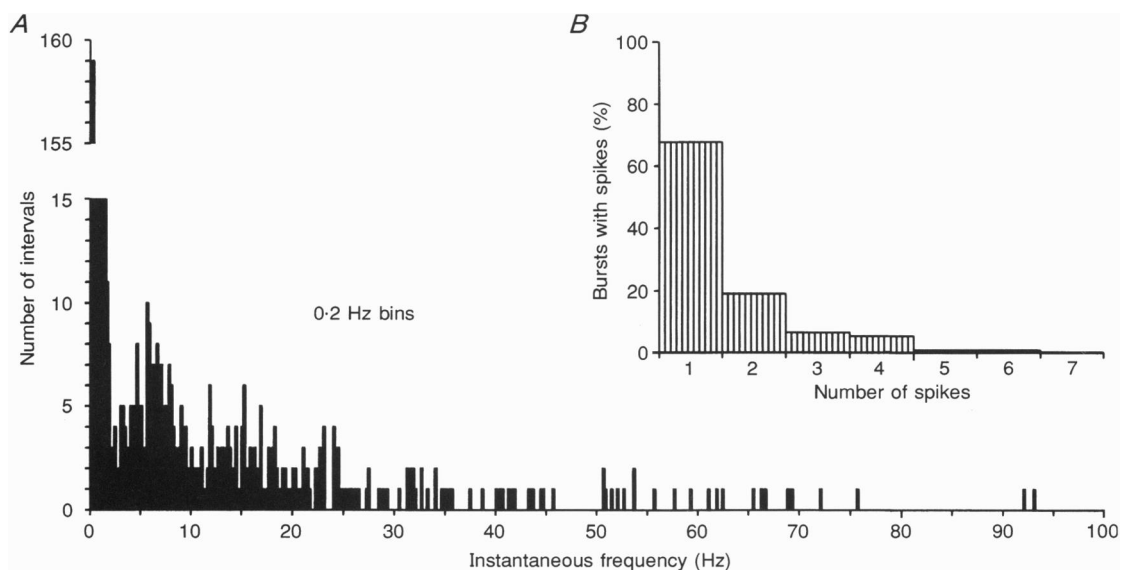 A
160
155
15
10
5
0
Number of intervals
0·2 Hz bins
0 10 20 30 40 50 60 70 80 90 100
Instantaneous frequency (Hz)
B
100
80
60
40
20
0
Bursts with spikes (%)
1 2 3 4 5 6 7
Number of spikes